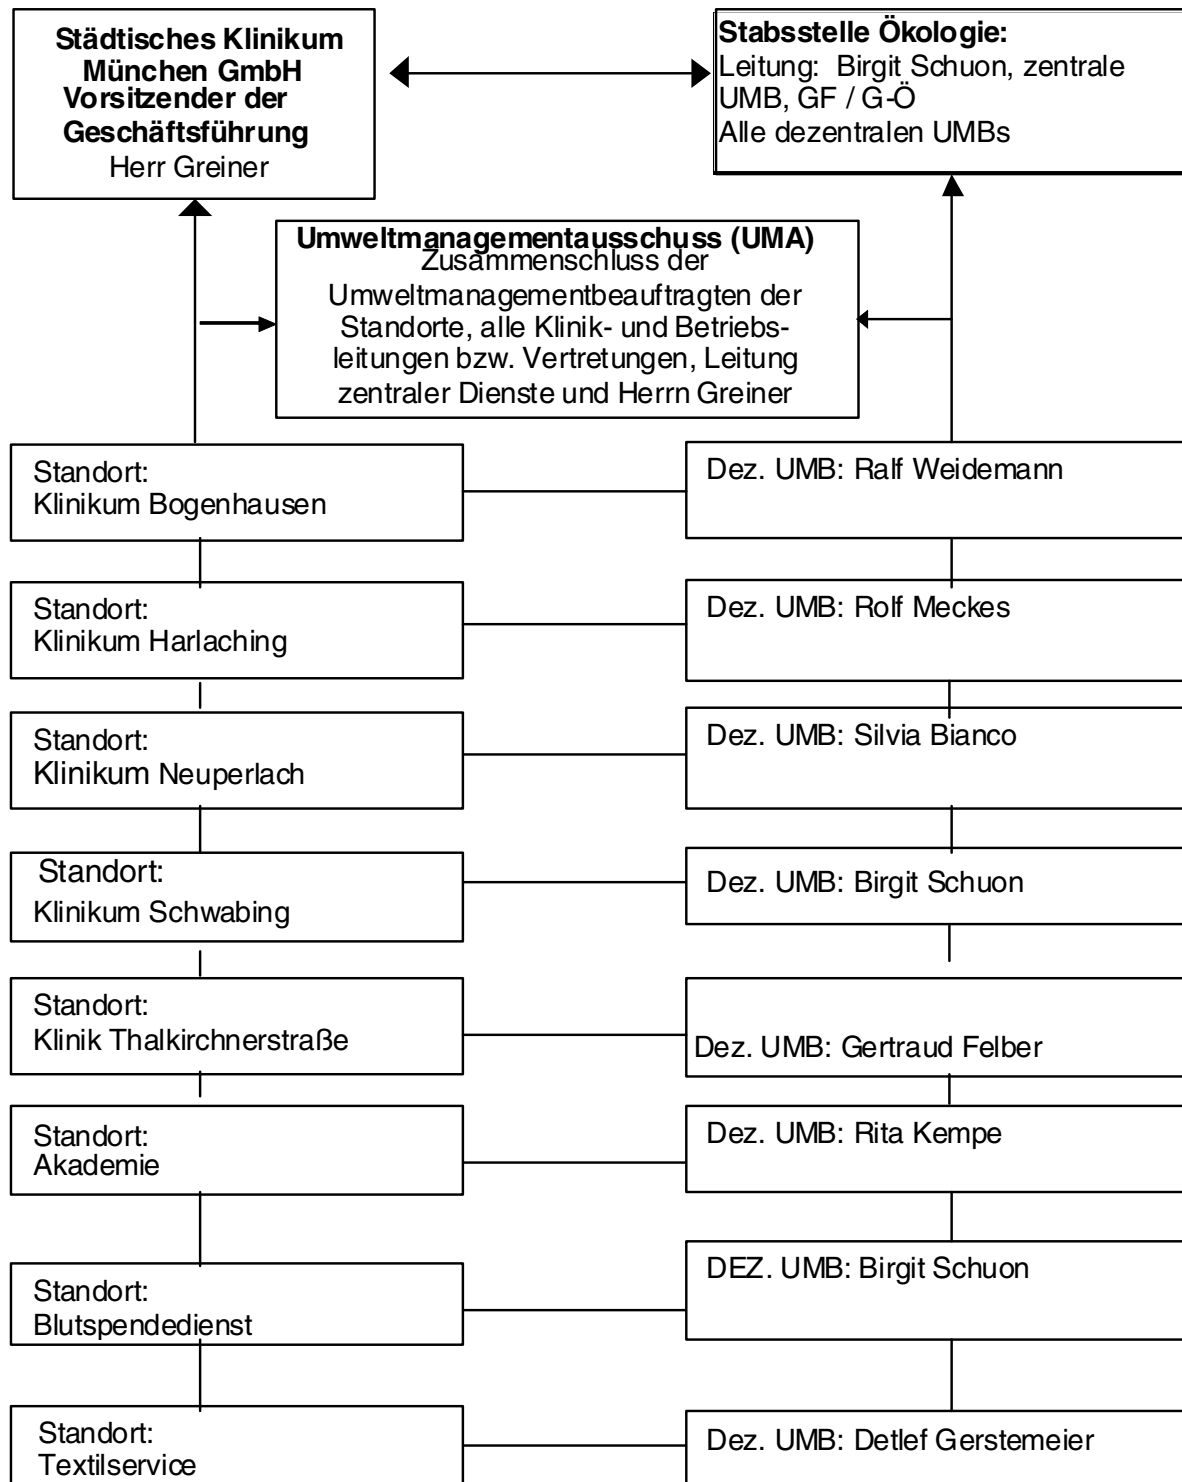 Städtisches Klinikum
München GmbH
Vorsitzender der
Geschäftsführung
Herr Greiner
Stabsstelle Ökologie:
Leitung: Birgit Schuon, zentrale
UMB, GF / G-Ö
Alle dezentralen UMBs
Umweltmanagementausschuss (UMA)
Zusammenschluss der
Umweltmanagementbeauftragten der
Standorte, alle Klinik- und Betriebs-
leitungen bzw. Vertretungen, Leitung
zentraler Dienste und Herrn Greiner
Standort:
Klinikum Bogenhausen
Dez. UMB: Ralf Weidemann
Standort:
Klinikum Harlaching
Dez. UMB: Rolf Meckes
Standort:
Klinikum Neuperlach
Dez. UMB: Silvia Bianco
Standort:
Klinikum Schwabing
Dez. UMB: Birgit Schuon
Standort:
Klinik Thalkirchnerstraße
Dez. UMB: Gertraud Felber
Standort:
Akademie
Dez. UMB: Rita Kempe
Standort:
Blutspendedienst
DEZ. UMB: Birgit Schuon
Standort:
Textilservice
Dez. UMB: Detlef Gerstemeier